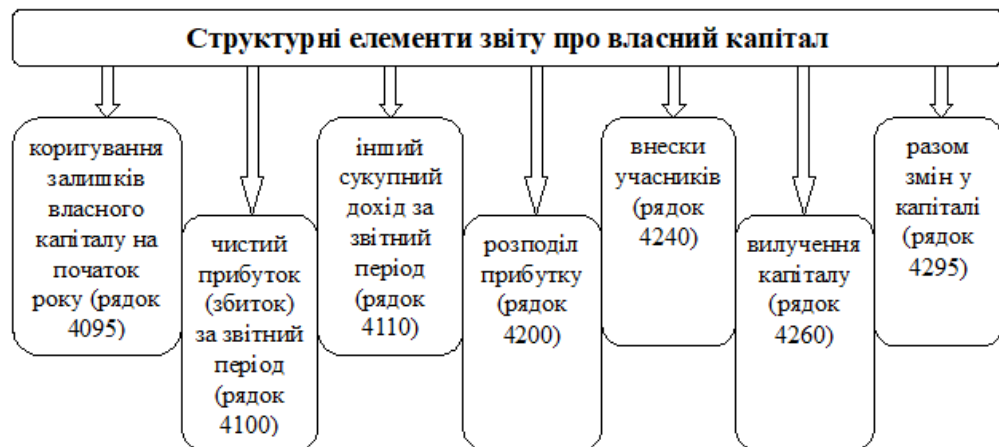 Структурні елементи звіту про власний капітал
коригування
залишків
власного
капіталу на
початок
року (рядок
4095)
чистий
прибуток
(збиток)
за звітний
період
(рядок
4100)
інший
сукупний
дохід за
звітний
період
(рядок
4110)
розподіл
прибутку
(рядок
4200)
внески
учасників
(рядок
4240)
вилучення
капіталу
(рядок
4260)
разом
змін у
капіталі
(рядок
4295)